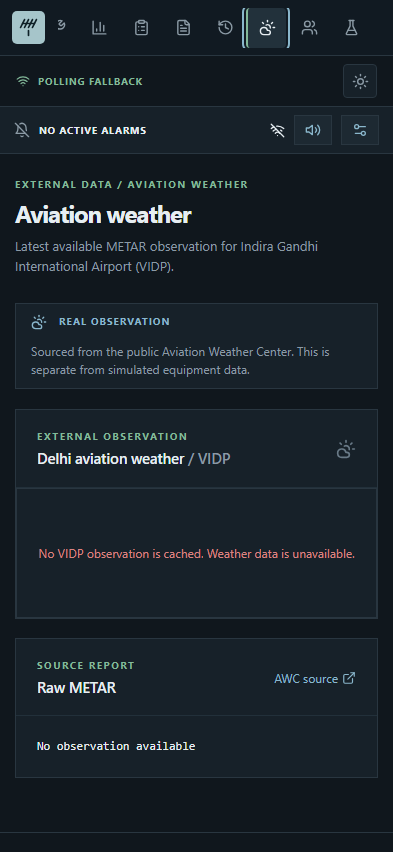 POLLING FALLBACK
NO ACTIVE ALARMS
EXTERNAL DATA / AVIATION WEATHER
Aviation weather
Latest available METAR observation for Indira Gandhi
International Airport (VIDP).
REAL OBSERVATION
Sourced from the public Aviation Weather Center. This is
separate from simulated equipment data.
EXTERNAL OBSERVATION
Delhi aviation weather / VIDP
No VIDP observation is cached. Weather data is unavailable.
SOURCE REPORT
Raw METAR
AWC source
No observation available